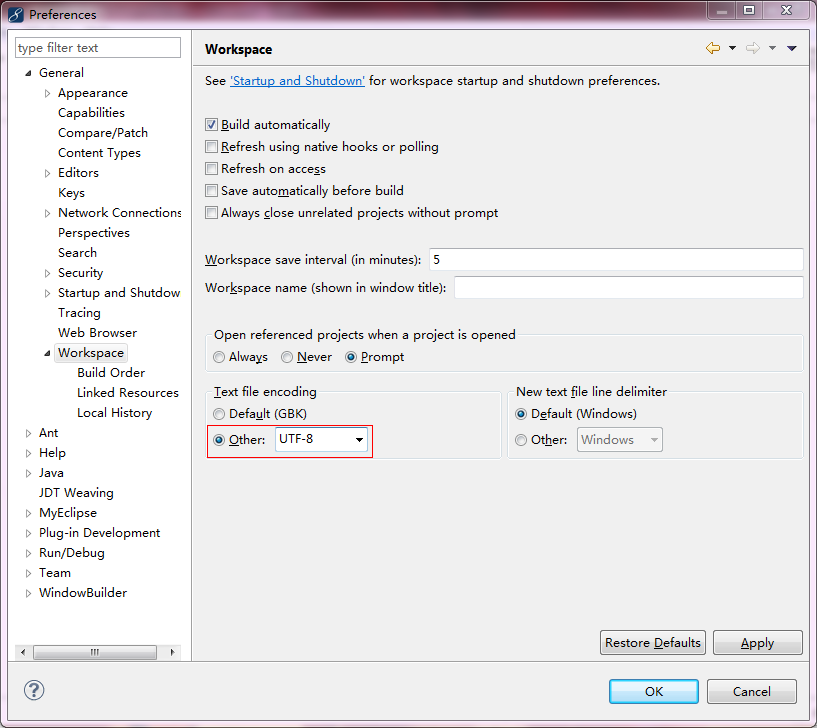 Preferences
type filter text
General
Appearance
Capabilities
Compare/Patch
Content Types
Editors
Keys
Network Connections
Perspectives
Search
Security
Startup and Shutdow
Tracing
Web Browser
Workspace
Build Order
Linked Resources
Local History
Ant
Help
Java
JDT Weaving
MyEclipse
Plug-in Development
Run/Debug
Team
WindowBuilder
Workspace
See 'Startup and Shutdown' for workspace startup and shutdown preferences.
Build automatically
Refresh using native hooks or polling
Refresh on access
Save automatically before build
Always close unrelated projects without prompt
Workspace save interval (in minutes): 5
Workspace name (shown in window title):
Open referenced projects when a project is opened
Always Never Prompt
Text file encoding
Default (GBK)
Other: UTF-8
New text file line delimiter
Default (Windows)
Other: Windows
Restore Defaults Apply
? OK Cancel